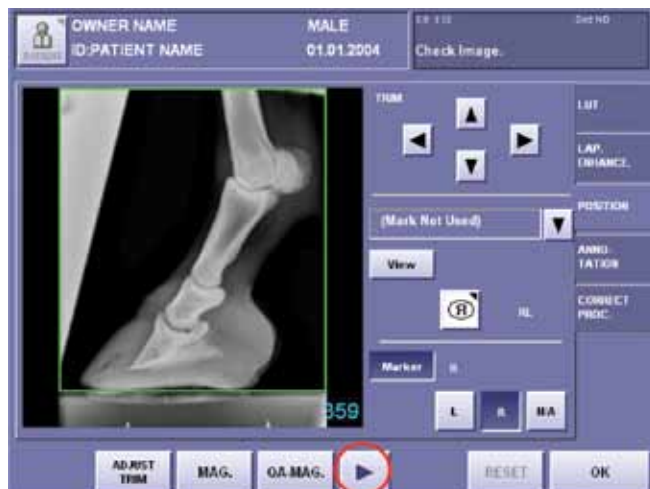 OWNER NAME MALE
ID:PATIENT NAME 01.01.2004
Check Image.
TRIM
LUT
LAP.
ENHANCE.
(Mark Not Used)
POSITION
View
ANNO-
TATION
RL
CORRECT
PROC.
Marker R
359
L R N/A
ADJUST
TRIM
MAG.
QA-MAG.
RESET
OK